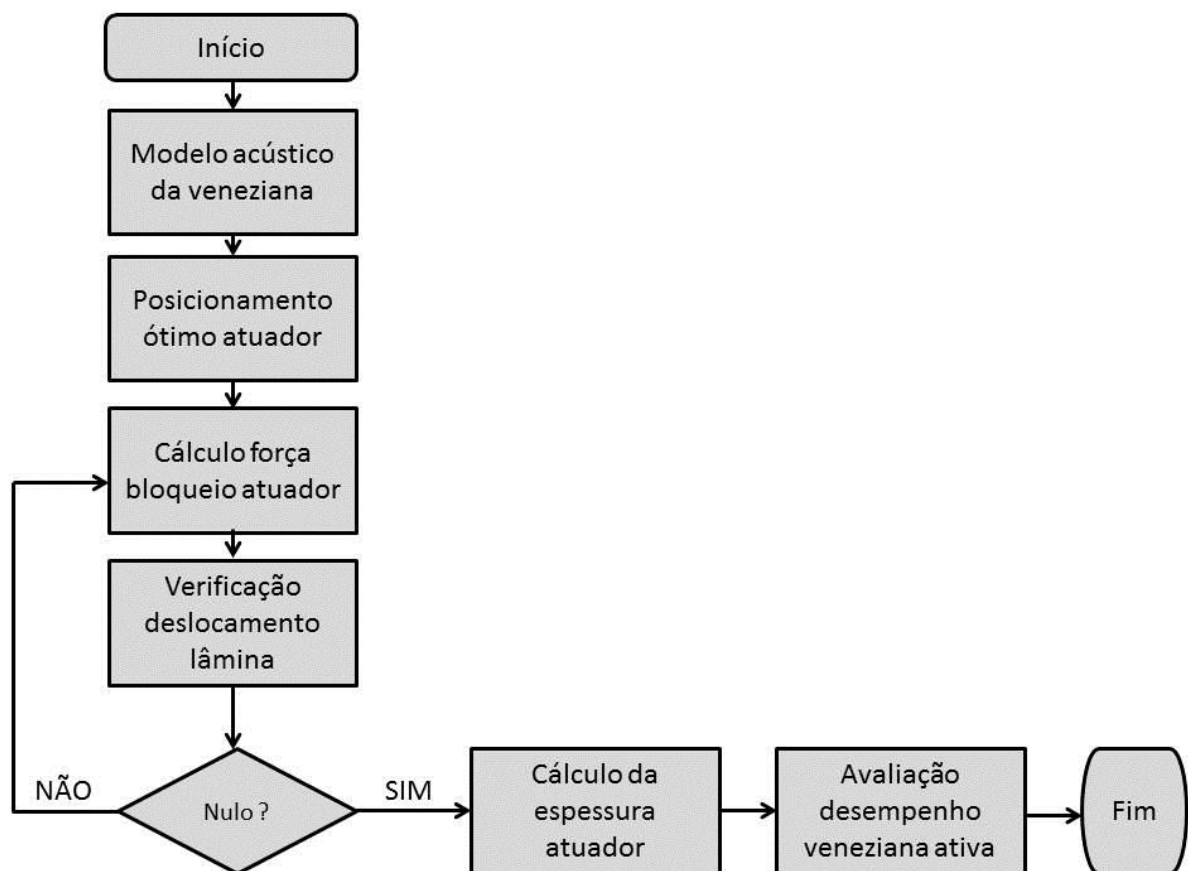 Início
Modelo acústico
da veneziana
Posicionamento
ótimo atuador
Cálculo força
bloqueio atuador
Verificação
deslocamento
lâmina
NÃO
Nulo ?
SIM
Cálculo da
espessura
atuador
Avaliação
desempenho
veneziana ativa
Fim